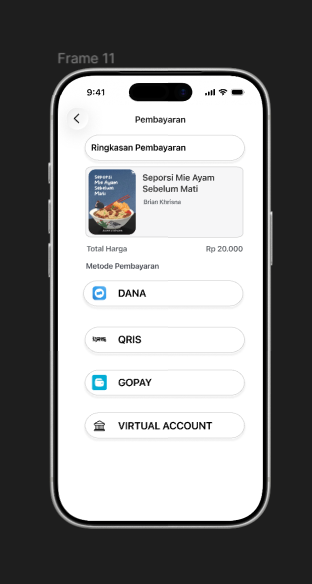 Frame 11
9:41
Pembayaran
Ringkasan Pembayaran
Seporsi
Mie Ayam
Sebelum
Mati
Seporsi Mie Ayam
Sebelum Mati
Brian Khrisna
Total Harga Rp 20.000
Metode Pembayaran
DANA
QRIS
QRIS
GOPAY
VIRTUAL ACCOUNT